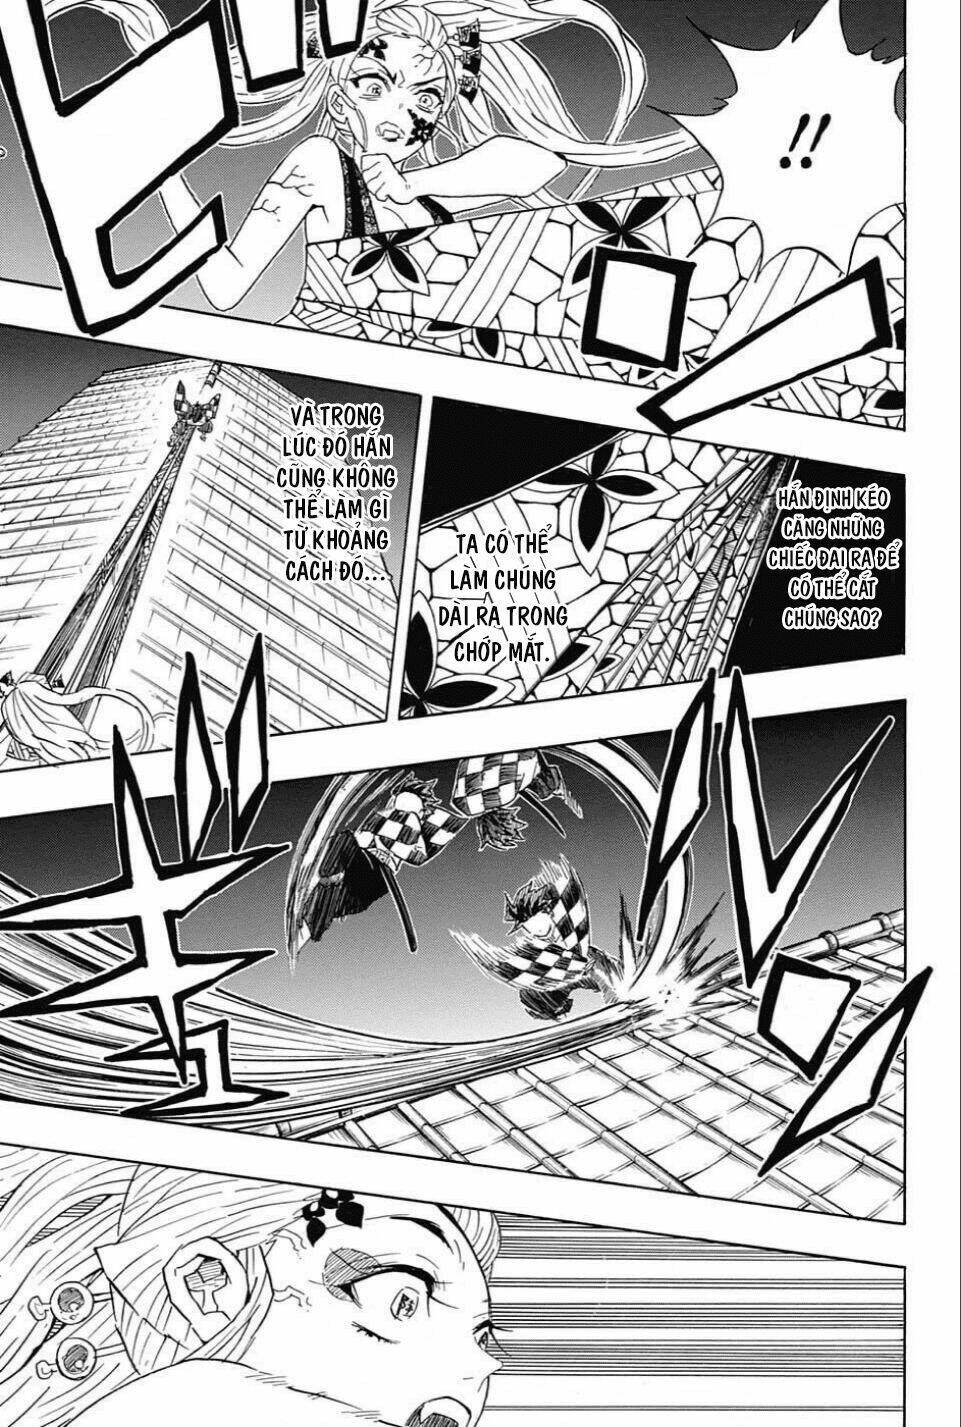 !!
ピ
ン
HẮN ĐỊNH KÉO
CĂNG NHỮNG
CHIẾC ĐAI RA ĐỂ
CÓ THỂ CẮT
CHÚNG SAO?
TA CÓ THỂ
LÀM CHÚNG
DÀI RA TRONG
CHỚP MẮT.
VÀ TRONG
LÚC ĐÓ HẮN
CŨNG KHÔNG
THỂ LÀM GÌ
TỪ KHOẢNG
CÁCH ĐÓ...